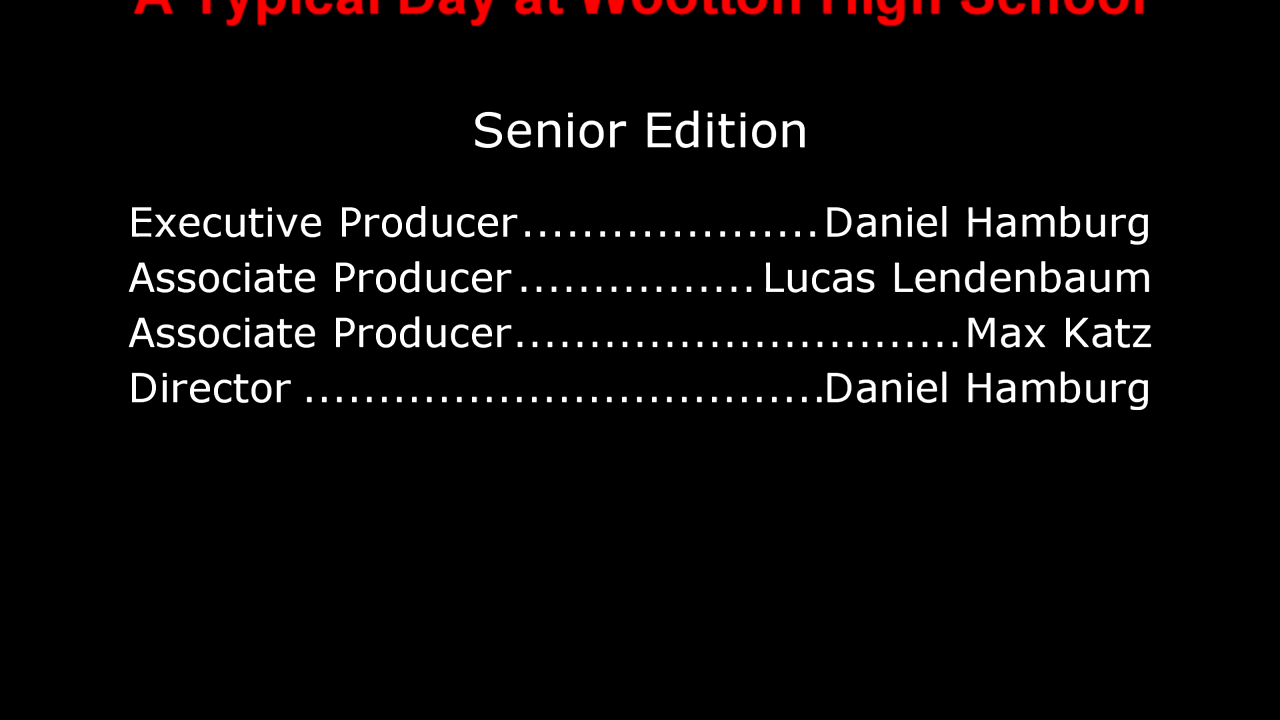 A Typical Day at Wootton High School
Senior Edition
Executive Producer....................Daniel Hamburg
Associate Producer ................ Lucas Lendenbaum
Associate Producer..............................Max Katz
Director ...................................Daniel Hamburg